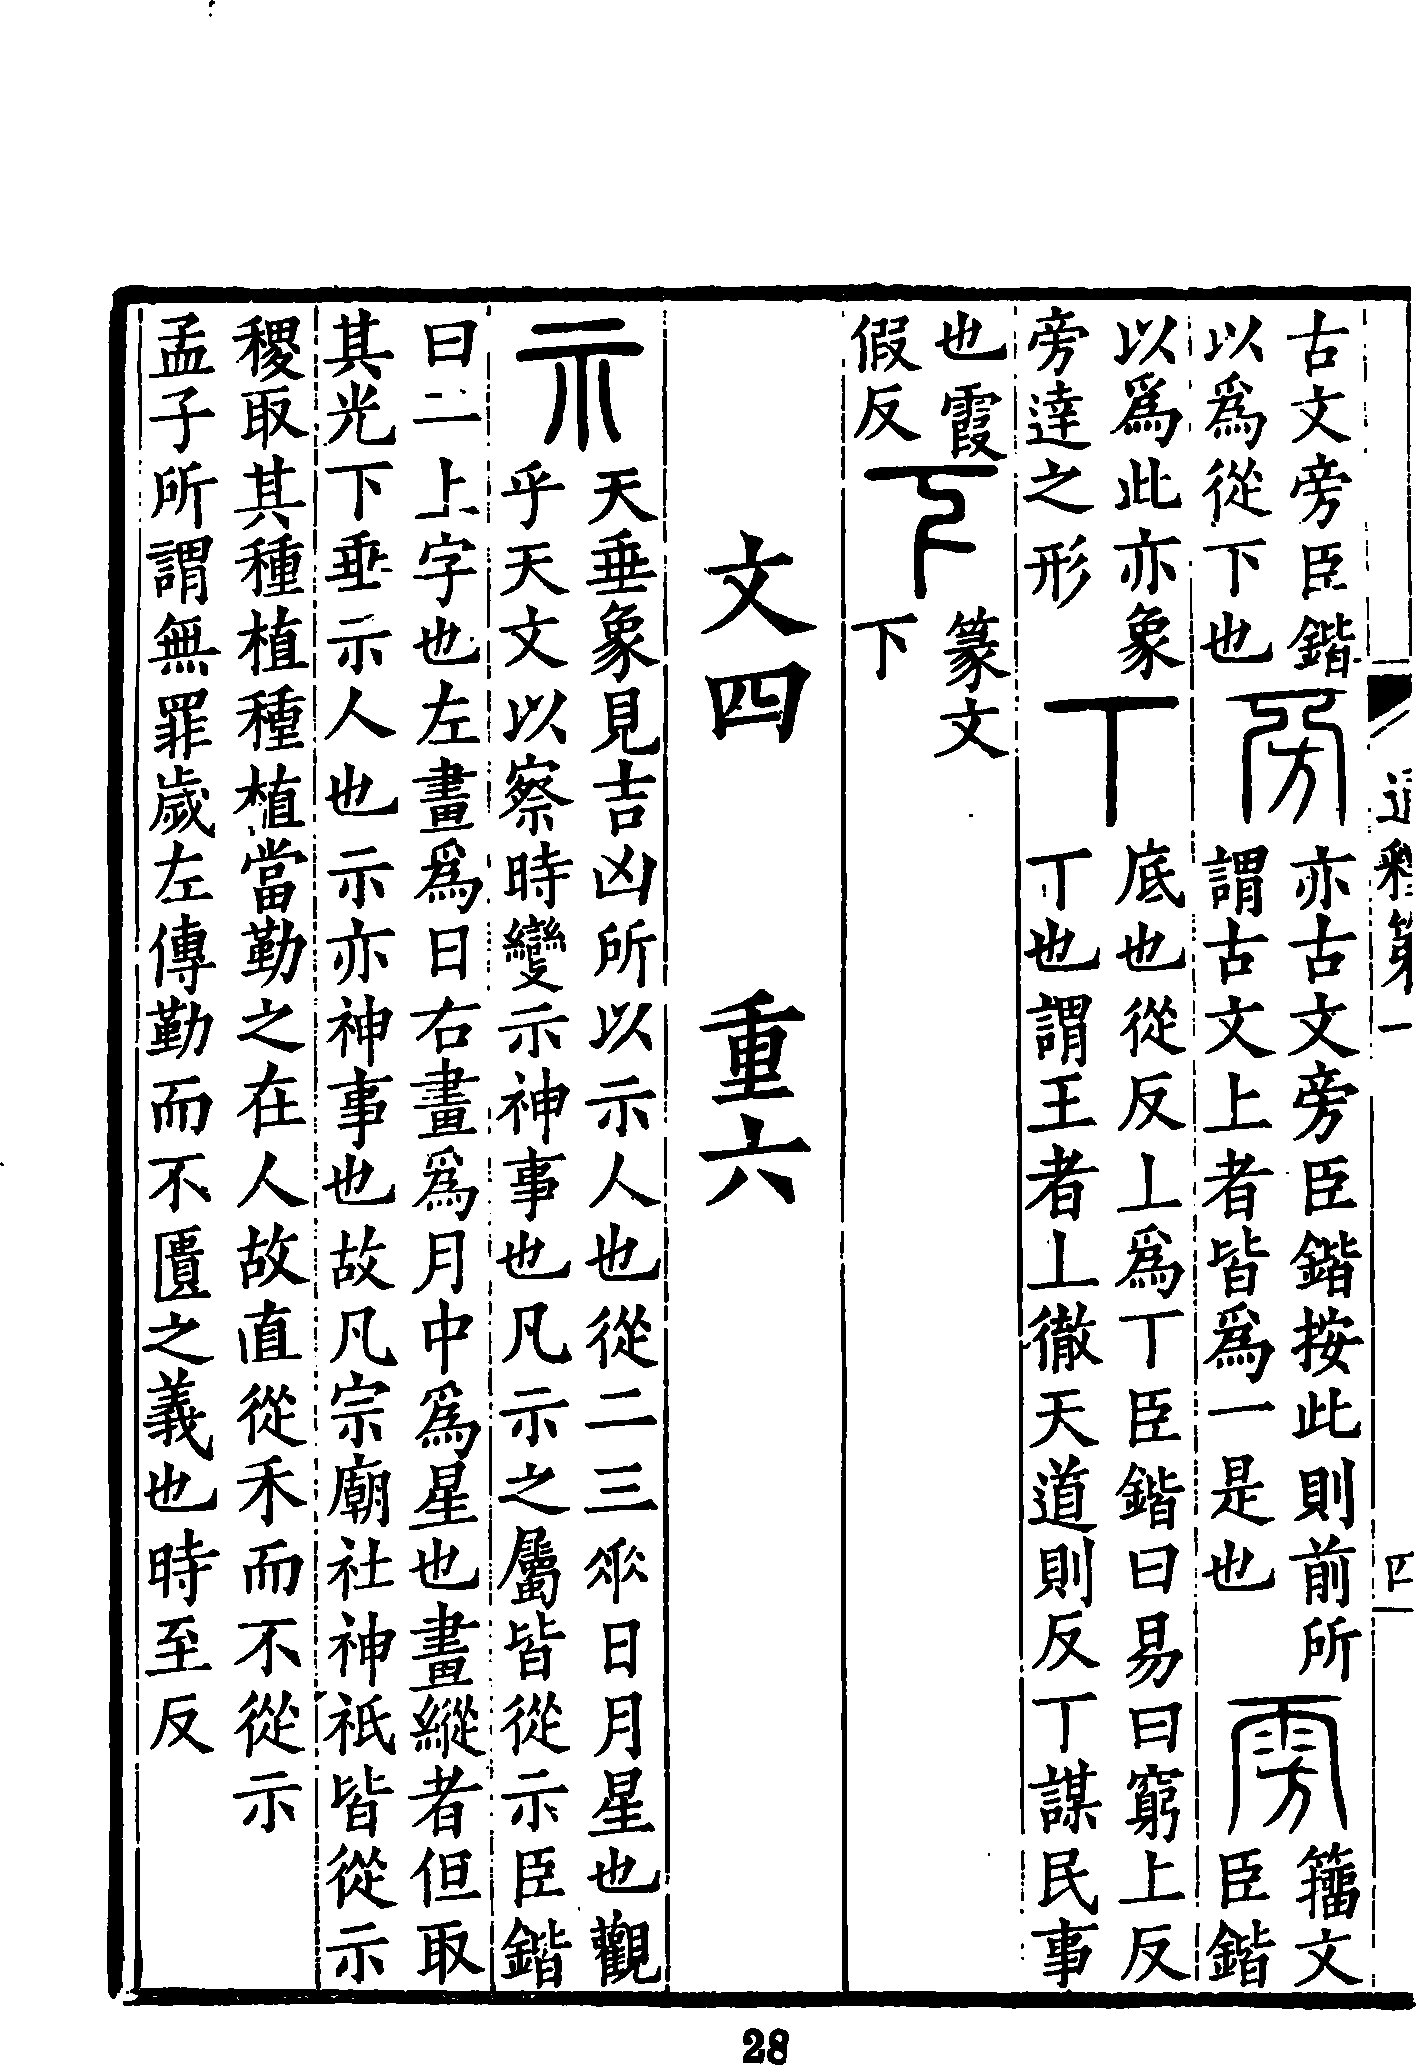 通釋第一
四
古文旁臣鍇
以爲從下也
亦古文旁臣鍇按此則前所
謂古文上者皆爲一是也
籒文
臣鍇
以爲此亦象
旁達之形
丅
底也從反丄爲丅臣鍇曰易曰窮上反
丅也謂王者丄徹天道則反丅謀民事
也霞
假反
篆文
下
文四 重六
示
天垂象見吉凶所以示人也從二三垂日月星也觀
乎天文以察時變示神事也凡示之屬皆從示臣鍇
曰二上字也左畫爲日右畫爲月中爲星也畫縱者但取
其光下垂示人也示亦神事也故凡宗廟社神祇皆從示
稷取其種植種植當勤之在人故直從禾而不從示
孟子所謂無罪歲左傳勤而不匱之義也時至反
28